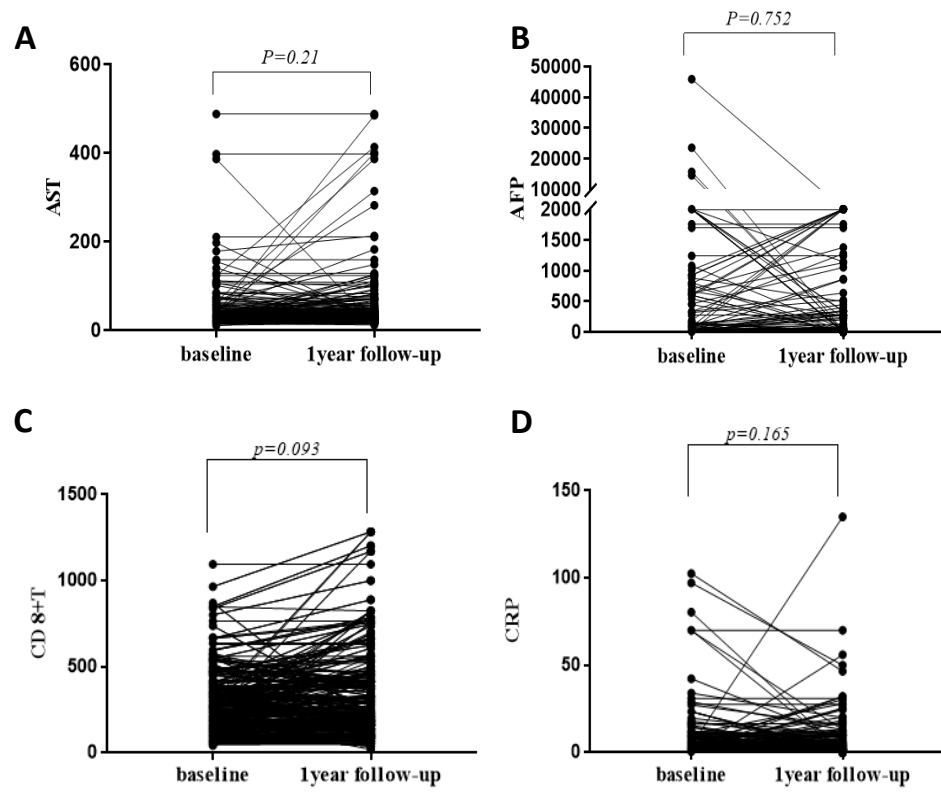 A
P=0.21
600
400
200
0
AST
baseline
1year follow-up
B
P=0.752
50000
40000
30000
20000
10000
2000
1500
1000
500
0
AFP
baseline
1year follow-up
C
p=0.093
1500
1000
500
0
CD 8+T
baseline
1year follow-up
D
p=0.165
150
100
50
0
CRP
baseline
1year follow-up